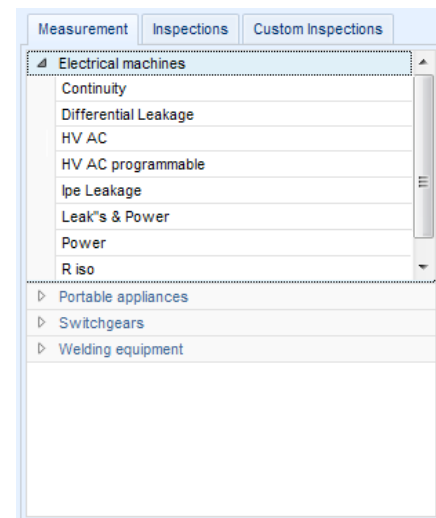 Measurement Inspections Custom Inspections
Electrical machines
Continuity
Differential Leakage
HV AC
HV AC programmable
Ipe Leakage
Leak"s & Power
Power
R iso
Portable appliances
Switchgears
Welding equipment